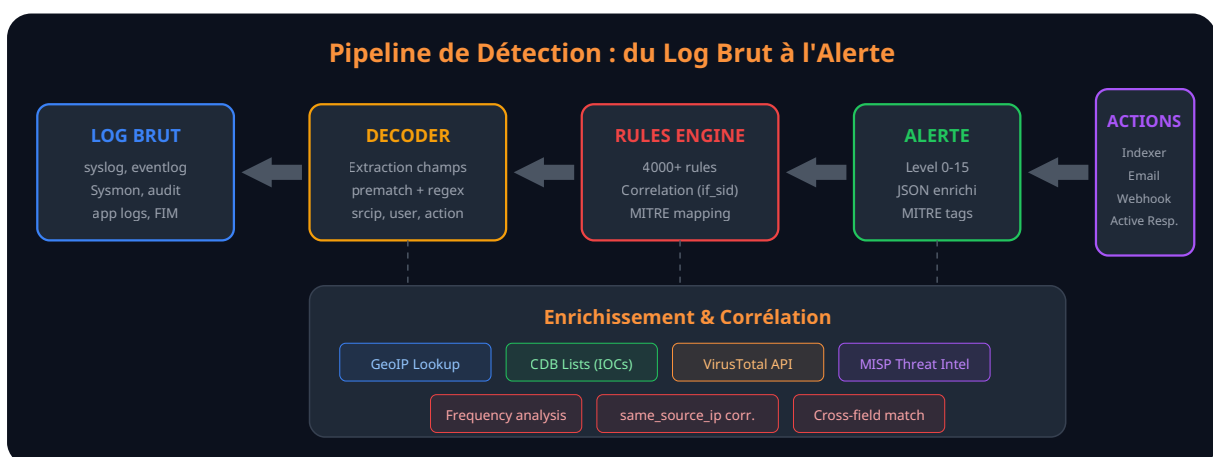 Pipeline de Détection : du Log Brut à l'Alerte
LOG BRUT
syslog, eventlog
Sysmon, audit
app logs, FIM
DECODER
Extraction champs
prematch + regex
srcip, user, action
RULES ENGINE
4000+ rules
Correlation (if_sid)
MITRE mapping
ALERTE
Level 0-15
JSON enrichi
MITRE tags
ACTIONS
Indexer
Email
Webhook
Active Resp.
Enrichissement & Corrélation
GeoIP Lookup
CDB Lists (IOCs)
VirusTotal API
MISP Threat Intel
Frequency analysis
same_source_ip corr.
Cross-field match